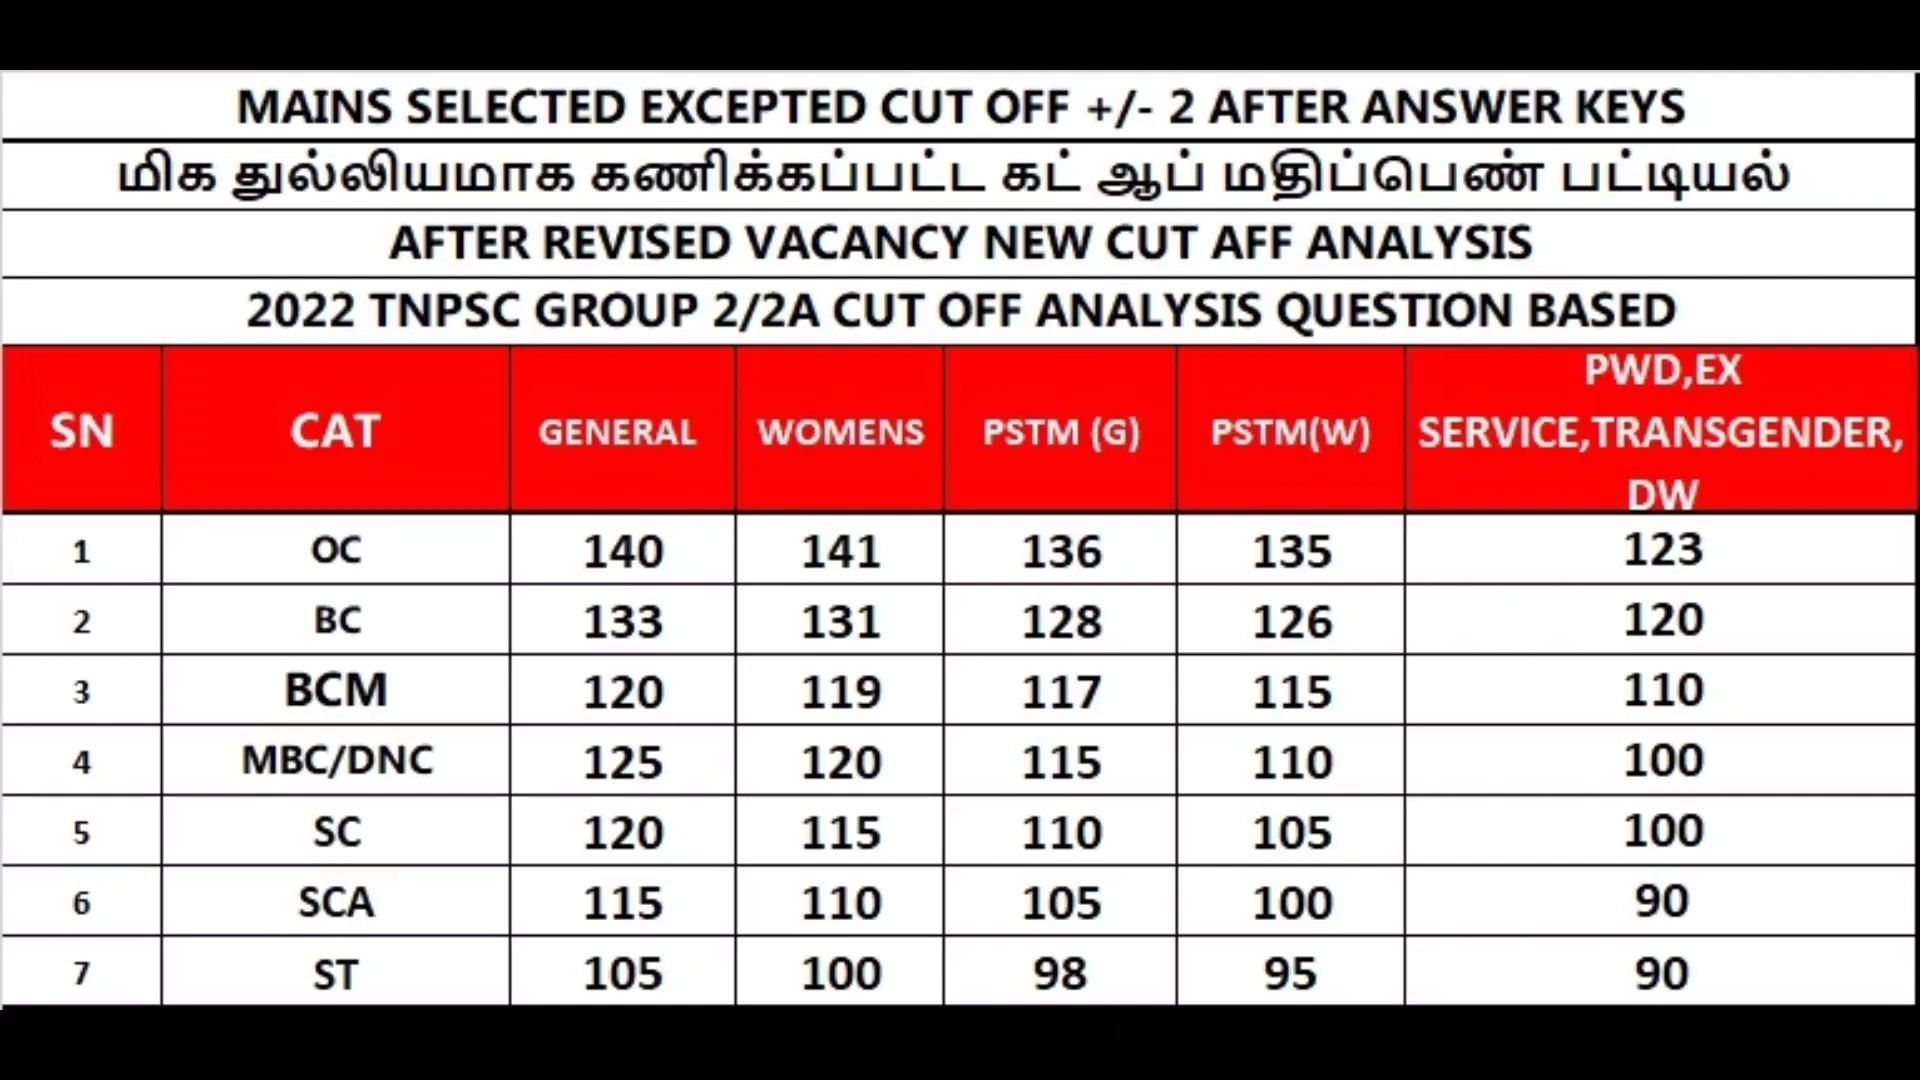 MAINS SELECTED EXCEPTED CUT OFF +/- 2 AFTER ANSWER KEYS
மிக துல்லியமாக கணிக்கப்பட்ட கட் ஆப் மதிப்பெண் பட்டியல்
AFTER REVISED VACANCY NEW CUT AFF ANALYSIS
2022 TNPSC GROUP 2/2A CUT OFF ANALYSIS QUESTION BASED
SN CAT GENERAL WOMENS PSTM (G) PSTM(W) PWD,EX
SERVICE,TRANSGENDER,
DW
1 OC 140 141 136 135 123
2 BC 133 131 128 126 120
3 BCM 120 119 117 115 110
4 MBC/DNC 125 120 115 110 100
5 SC 120 115 110 105 100
6 SCA 115 110 105 100 90
7 ST 105 100 98 95 90